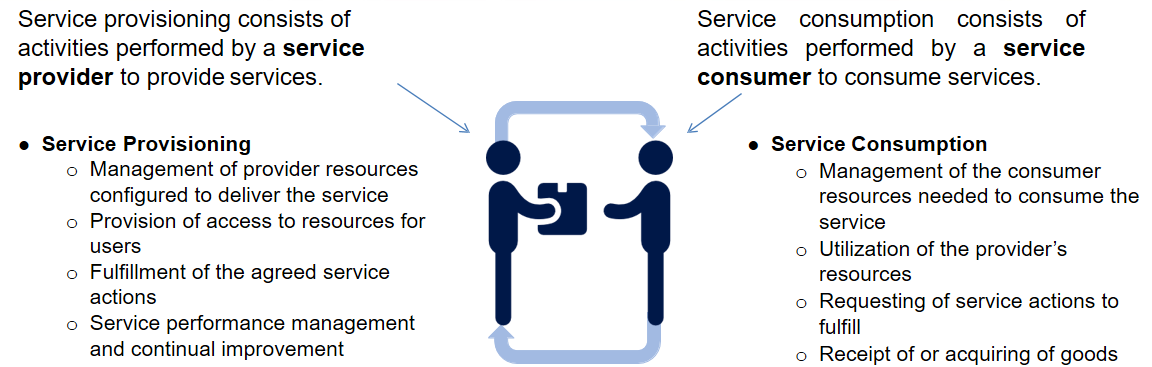 Service provisioning consists of
activities performed by a service
provider to provide services.
● Service Provisioning
o Management of provider resources
configured to deliver the service
o Provision of access to resources for
users
o Fulfillment of the agreed service
actions
o Service performance management
and continual improvement
Service consumption consists of
activities performed by a service
consumer to consume services.
● Service Consumption
o Management of the consumer
resources needed to consume the
service
o Utilization of the provider’s
resources
o Requesting of service actions to
fulfill
o Receipt of or acquiring of goods